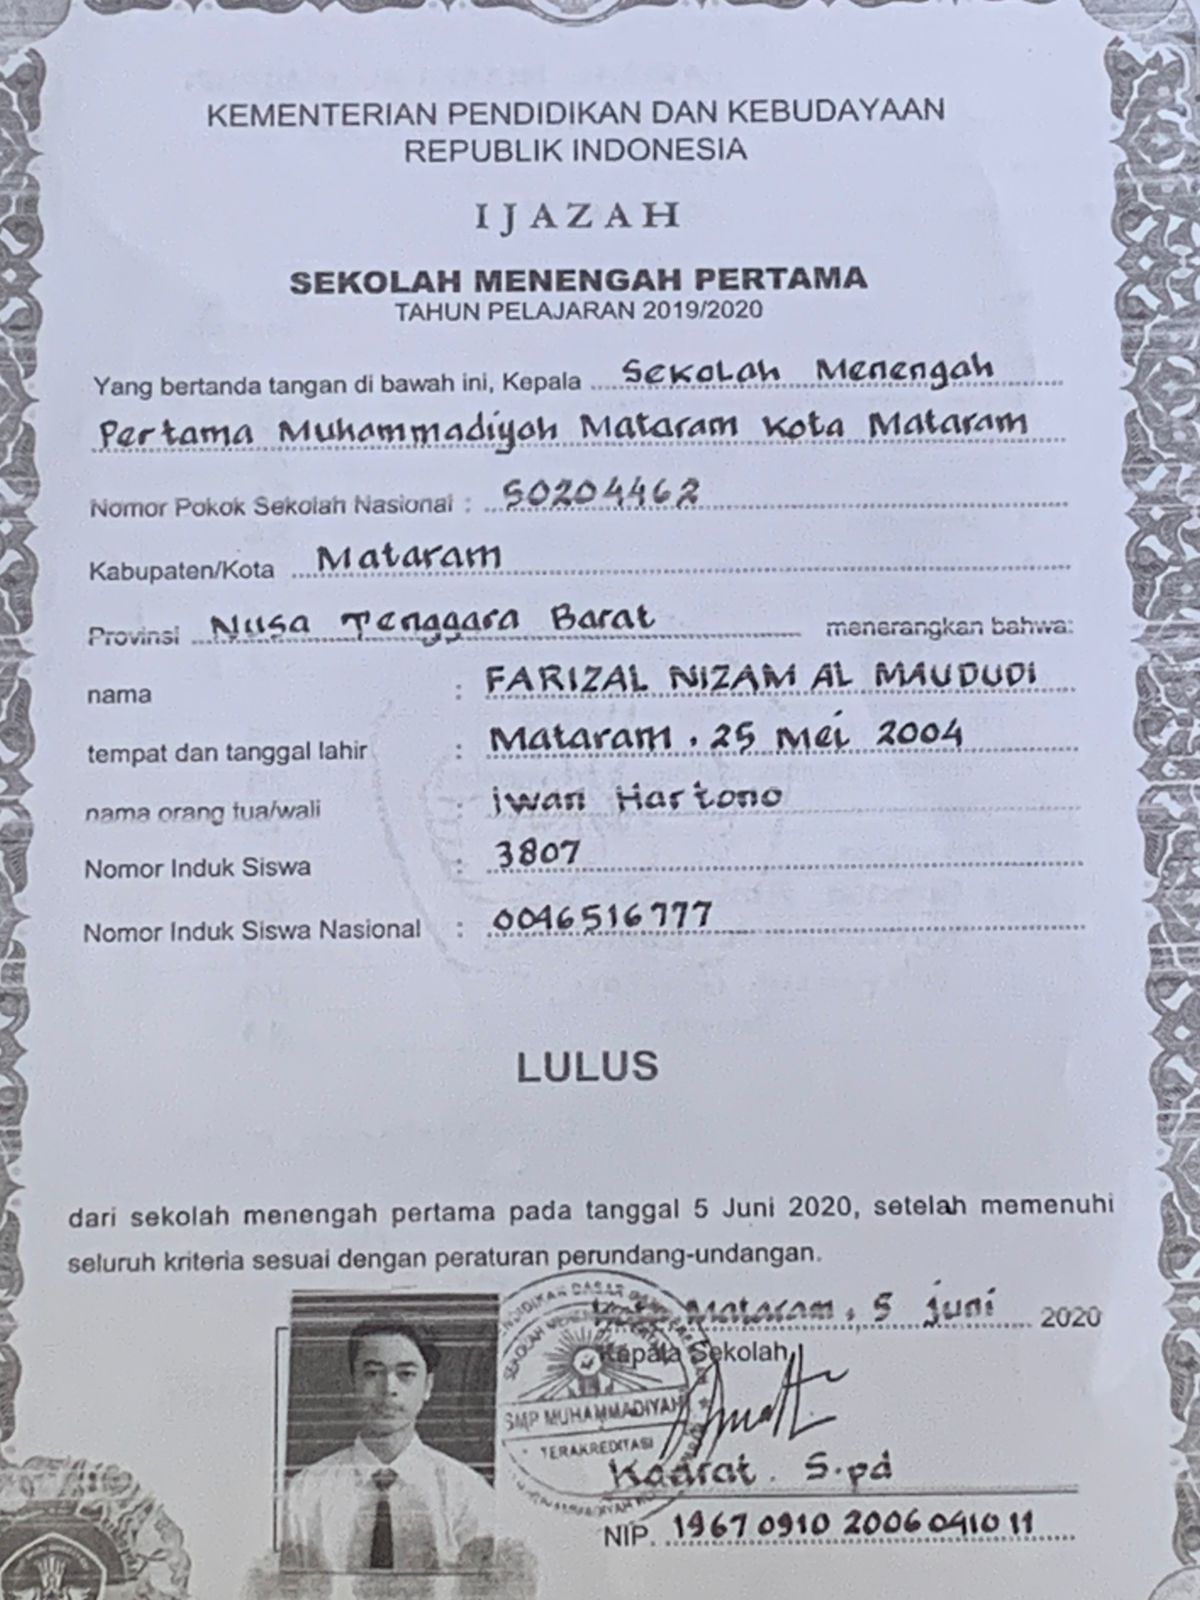 KEMENTERIAN PENDIDIKAN DAN KEBUDAYAAN
REPUBLIK INDONESIA
IJAZAH
SEKOLAH MENENGAH PERTAMA
TAHUN PELAJARAN 2019/2020
Yang bertanda tangan di bawah ini, Kepala Sekolah Menengah
Pertama Muhammadiyah Mataram Kota Mataram
Nomor Pokok Sekolah Nasional : 50204462
Kabupaten/Kota Mataram
Provinsi Nusa Tenggara Barat menerangkan bahwa:
nama : FARIZAL NIZAM AL MAUDUDI
tempat dan tanggal lahir : Mataram, 25 Mei 2004
nama orang tua/wali : iwan Hartono
Nomor Induk Siswa : 3807
Nomor Induk Siswa Nasional : 0046516777
LULUS
dari sekolah menengah pertama pada tanggal 5 Juni 2020, setelah memenuhi
seluruh kriteria sesuai dengan peraturan perundang-undangan.
Mataram, 5 juni 2020
Kepala Sekolah,
SMP MUHAMMADIYAH
TERAKREDITASI
S.pd
NIP. 19670910 200604 10 11